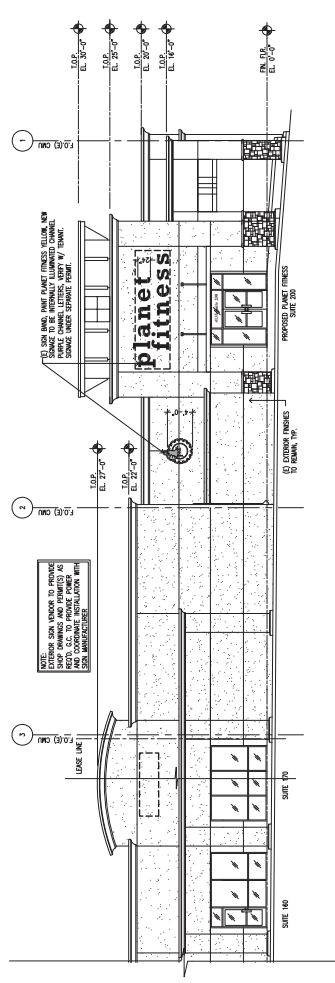 NOTE:
EXTERIOR SIGN VENDOR TO PROVIDE
SHOP DRAWINGS AND PERMIT(S) AS
REQ'D. G.C. TO PROVIDE POWER
AND COORDINATE INSTALLATION WITH
SIGN MANUFACTURER
(E) SIGN BAND, PAINT PLANET FITNESS YELLOW, NEW
SIGNAGE TO BE INTERNALLY ILLUMINATED CHANNEL
PURPLE CHANNEL LETTERS, VERIFY W/ TENANT.
SIGNAGE UNDER SEPARATE PERMIT.
3
F.O. (E) CMU
LEASE LINE
2
F.O. (E) CMU
1
F.O. (E) CMU
T.O.P.
EL. 27'-0"
T.O.P.
EL. 22'-0"
T.O.P.
EL. 30'-0"
T.O.P.
EL. 25'-0"
T.O.P.
EL. 20'-0"
T.O.P.
EL. 16'-0"
FIN. FLR.
EL. 0'-0"
4'-0"
planet
fitness
SUITE 160
SUITE 170
(E) EXTERIOR FINISHES
TO REMAIN, TYP.
PROPOSED PLANET FITNESS
SUITE 200